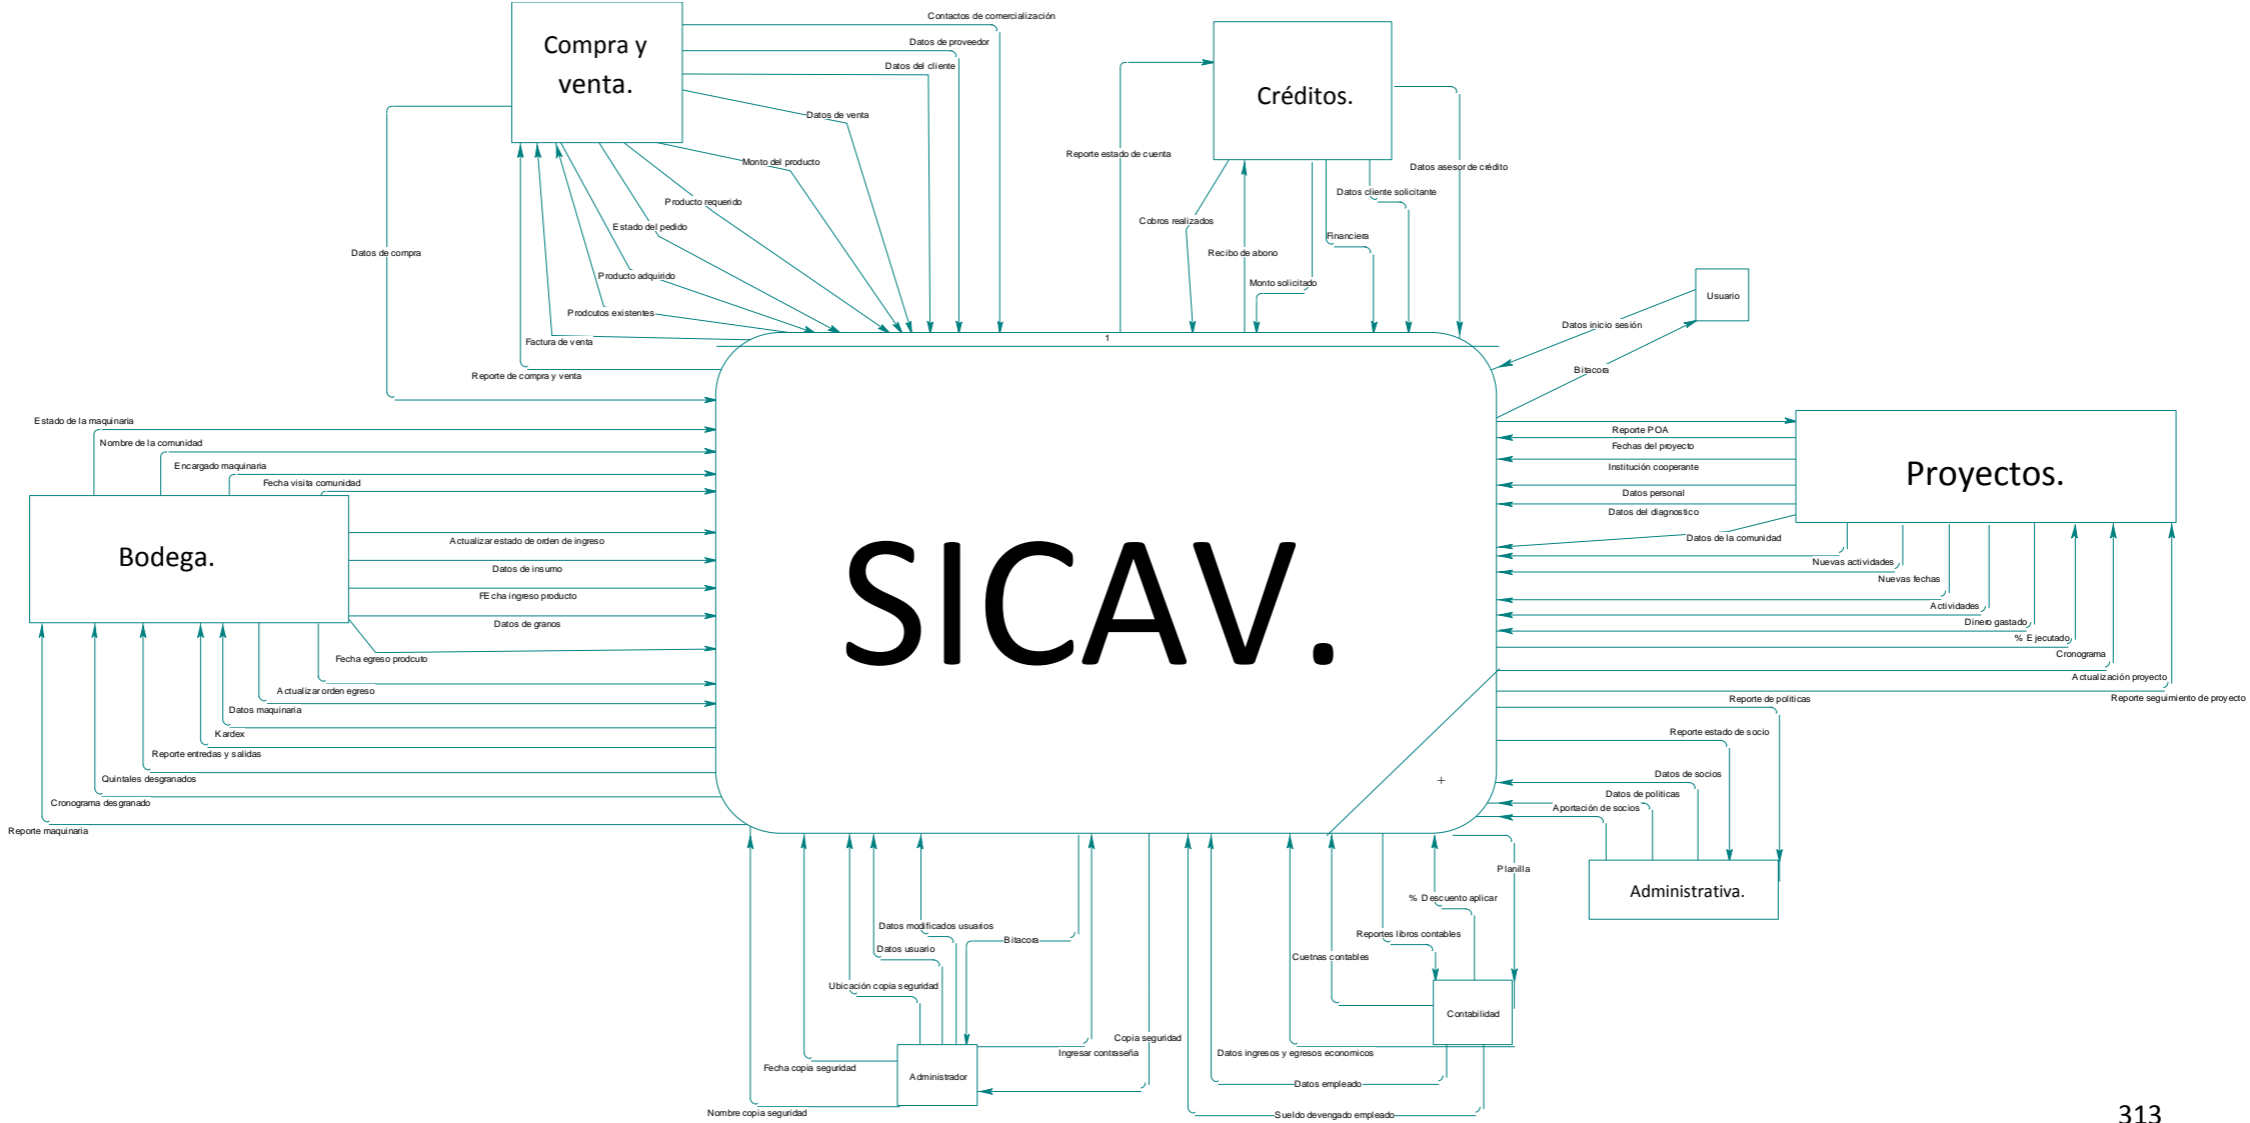 Contactos de comercialización
Compra y
venta.
Datos de proveedor
Datos del cliente
Datos de venta
Monto del producto
Producto requerido
Estado del pedido
Datos de compra
Producto adquirido
Prodcutos existentes
Factura de venta
Reporte de compra y venta
Créditos.
Reporte estado de cuenta
Datos asesor de crédito
Datos cliente solicitante
Cobros realizados
Financiera
Recibo de abono
Monto solicitado
Usuario
Datos inicio sesión
Bitacora
1
SICAV.
+
Estado de la maquinaria
Nombre de la comunidad
Encargado maquinaria
Fecha visita comunidad
Bodega.
Actualizar estado de orden de ingreso
Datos de insumo
FEcha ingreso producto
Datos de granos
Fecha egreso prodcuto
Actualizar orden egreso
Datos maquinaria
Kardex
Reporte entredas y salidas
Quintales desgranados
Cronograma desgranado
Reporte maquinaria
Reporte POA
Fechas del proyecto
Institución cooperante
Datos personal
Datos del diagnostico
Proyectos.
Datos de la comunidad
Nuevas actividades
Nuevas fechas
Actividades
Dinero gastado
% Ejecutado
Cronograma
Actualización proyecto
Reporte seguimiento de proyecto
Reporte de politicas
Reporte estado de socio
Datos de socios
Datos de politicas
Aportación de socios
Administrativa.
Planilla
% Descuento aplicar
Reportes libros contables
Cuetnas contables
Contabilidad
Datos ingresos y egresos economicos
Datos empleado
Sueldo devengado empleado
Datos modificados usuarios
Datos usuario
Bitacora
Ubicación copia seguridad
Copia seguridad
Ingresar contraseña
Fecha copia seguridad
Administrador
Nombre copia seguridad
313